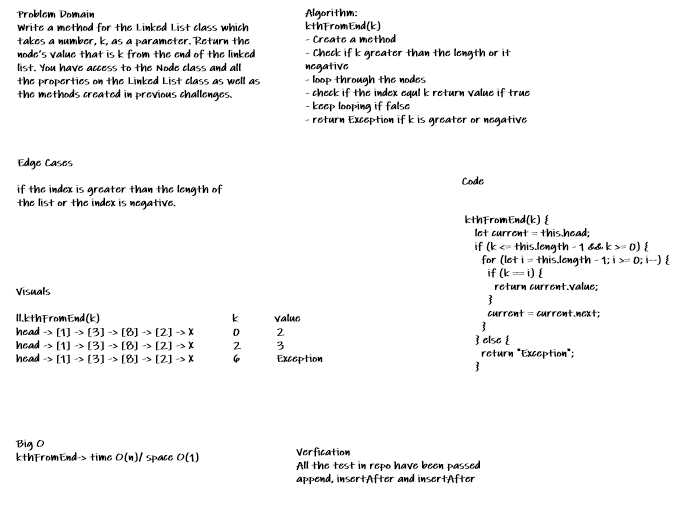 Problem Domain
Write a method for the Linked List class which
takes a number, k, as a parameter. Return the
node's value that is k from the end of the linked
list. You have access to the Node class and all
the properties on the Linked List class as well as
the methods created in previous challenges.
Algorithm:
kthFromEnd(k)
- Create a method
- Check if k greater than the length or it
negative
- loop through the nodes
- check if the index equl k return value if true
- keep looping if false
- return Exception if k is greater or negative
Edge Cases
if the index is greater than the length of
the list or the index is negative.
Code
kthFromEnd(k) {
let current = this.head;
if (k <= this.length - 1 && k >= 0) {
for (let i = this.length - 1; i >= 0; i--) {
if (k == i) {
return current.value;
}
current = current.next;
}
} else {
return "Exception";
}
Visuals
ll.kthFromEnd(k) k value
head -> [1] -> [3] -> [8] -> [2] -> X 0 2
head -> [1] -> [3] -> [8] -> [2] -> X 2 3
head -> [1] -> [3] -> [8] -> [2] -> X 6 Exception
Big O
kthFromEnd-> time O(n)/ space O(1)
Verfication
All the test in repo have been passed
append, insertAfter and insertAfter